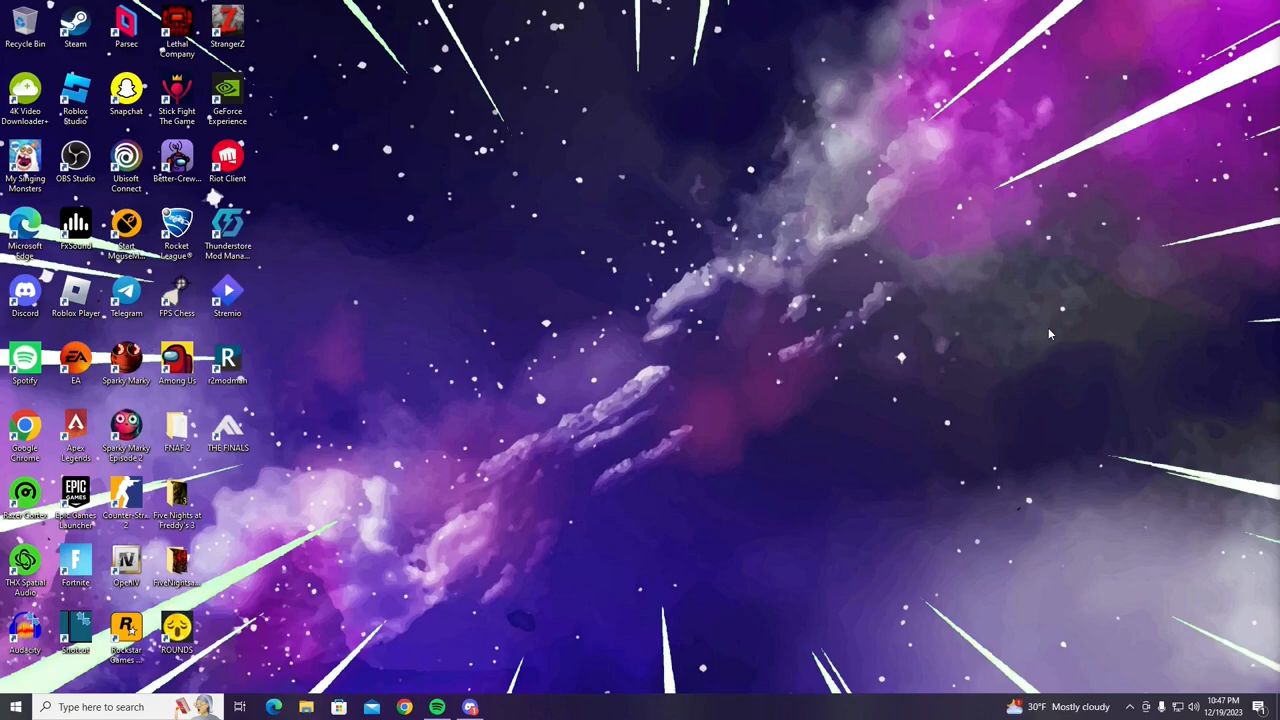 Recycle Bin
Steam
Parsec
Lethal
Company
StrangerZ
4K Video
Downloader+
Roblox
Studio
Snapchat
Stick Fight
The Game
GeForce
Experience
My Singing
Monsters
OBS Studio
Ubisoft
Connect
Better-Crew...
Riot Client
Microsoft
Edge
FxSound
Start
MouseM...
Rocket
League®
Thunderstore
Mod Mana...
Discord
Roblox Player
Telegram
FPS Chess
Stremio
Spotify
EA
Sparky Marky
Among Us
r2modman
Google
Chrome
Apex
Legends
Sparky Marky
Episode 2
FNAF 2
THE FINALS
Razer Cortex
EPIC
GAMES
Epic Games
Launcher
Counter-Str...
2
Five Nights at
Freddy's 3
THX Spatial
Audio
Fortnite
OpenIV
FiveNights...
Audacity
Shotcut
Rockstar
Games ...
ROUNDS
Type here to search
30°F Mostly cloudy
10:47 PM
12/19/2023
1